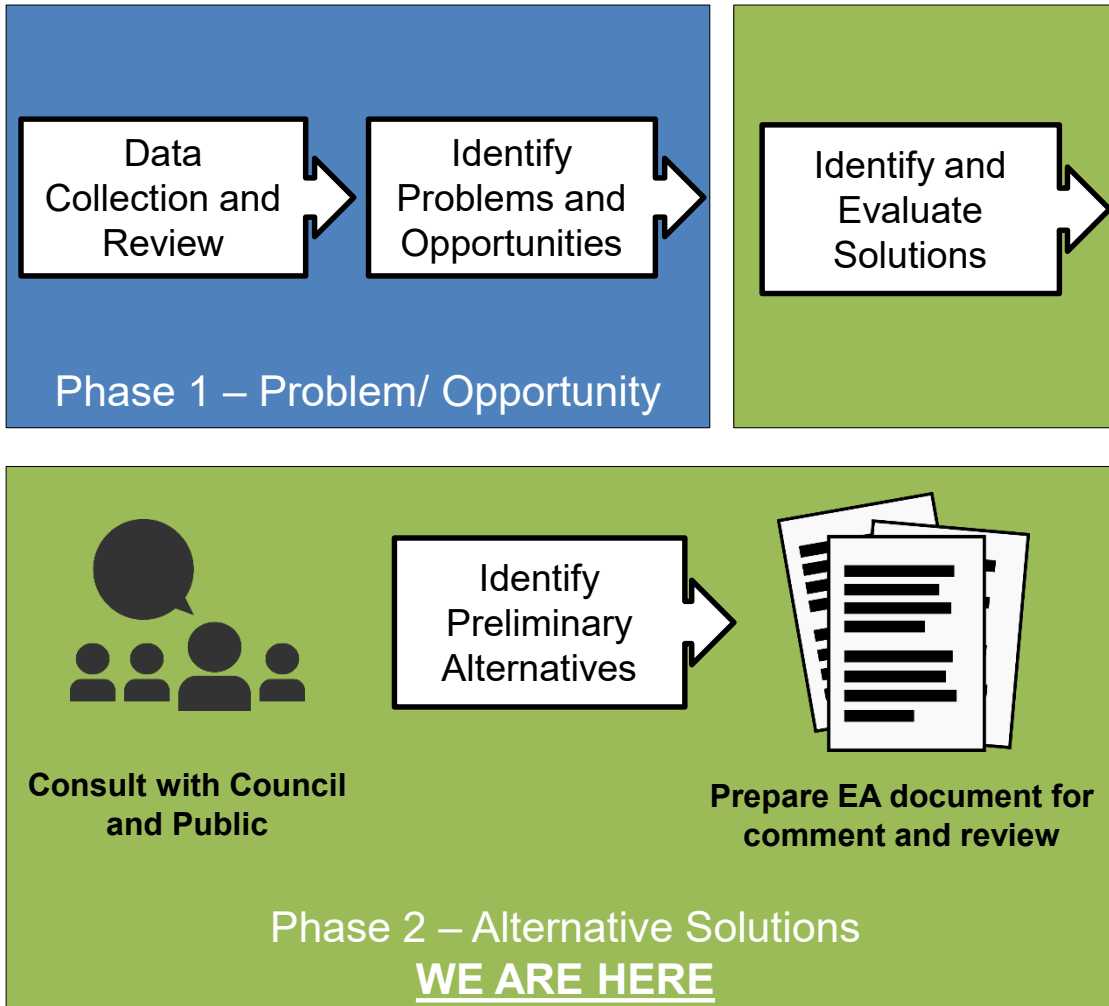 Data
Collection and
Review
Identify
Problems and
Opportunities
Phase 1 – Problem/ Opportunity
Identify and
Evaluate
Solutions
Consult with Council
and Public
Identify
Preliminary
Alternatives
Prepare EA document for
comment and review
Phase 2 – Alternative Solutions
WE ARE HERE